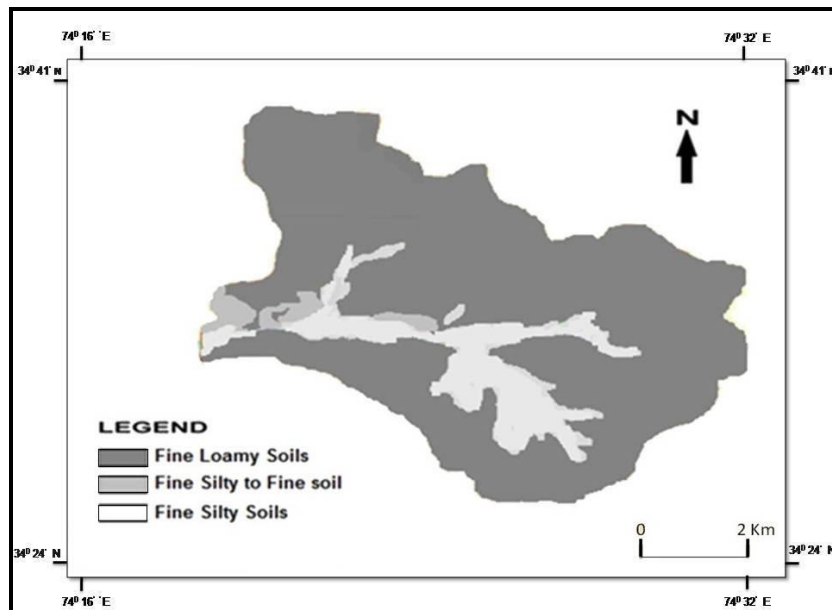 74⁰ 16' E
74⁰ 32' E
34⁰ 41' N
34⁰ 41' N
N
LEGEND
Fine Loamy Soils
Fine Silty to Fine soil
Fine Silty Soils
0 2 Km
34⁰ 24' N
34⁰ 24' N
74⁰ 16' E
74⁰ 32' E